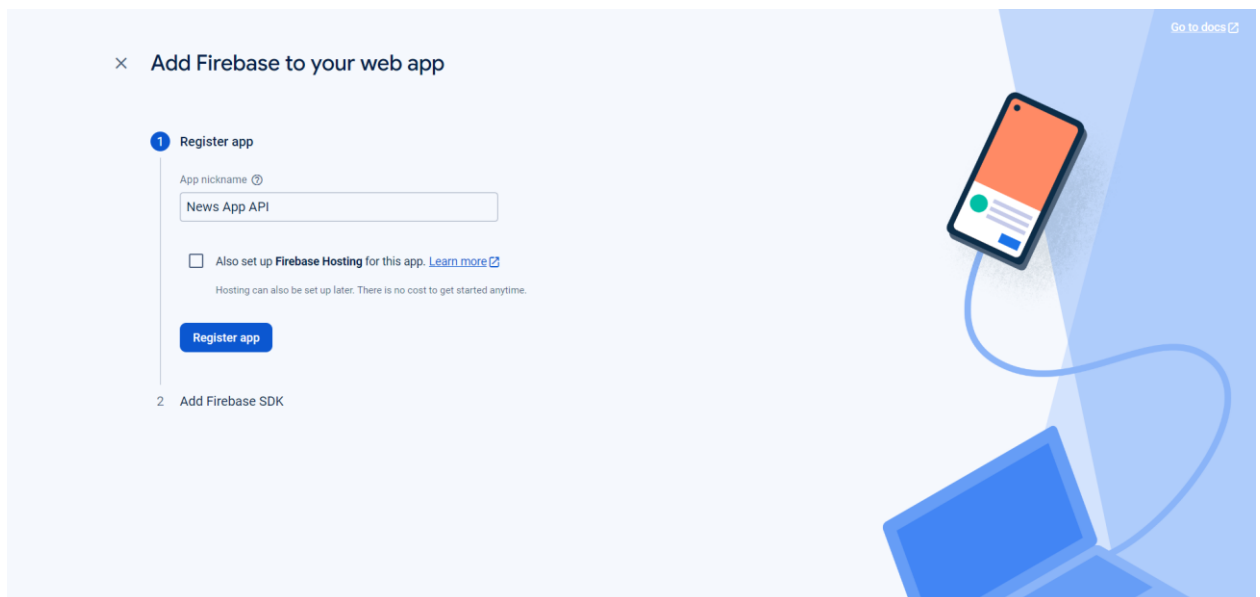 Go to docs
Add Firebase to your web app
1 Register app
App nickname
News App API
Also set up Firebase Hosting for this app. Learn more
Hosting can also be set up later. There is no cost to get started anytime.
Register app
2 Add Firebase SDK